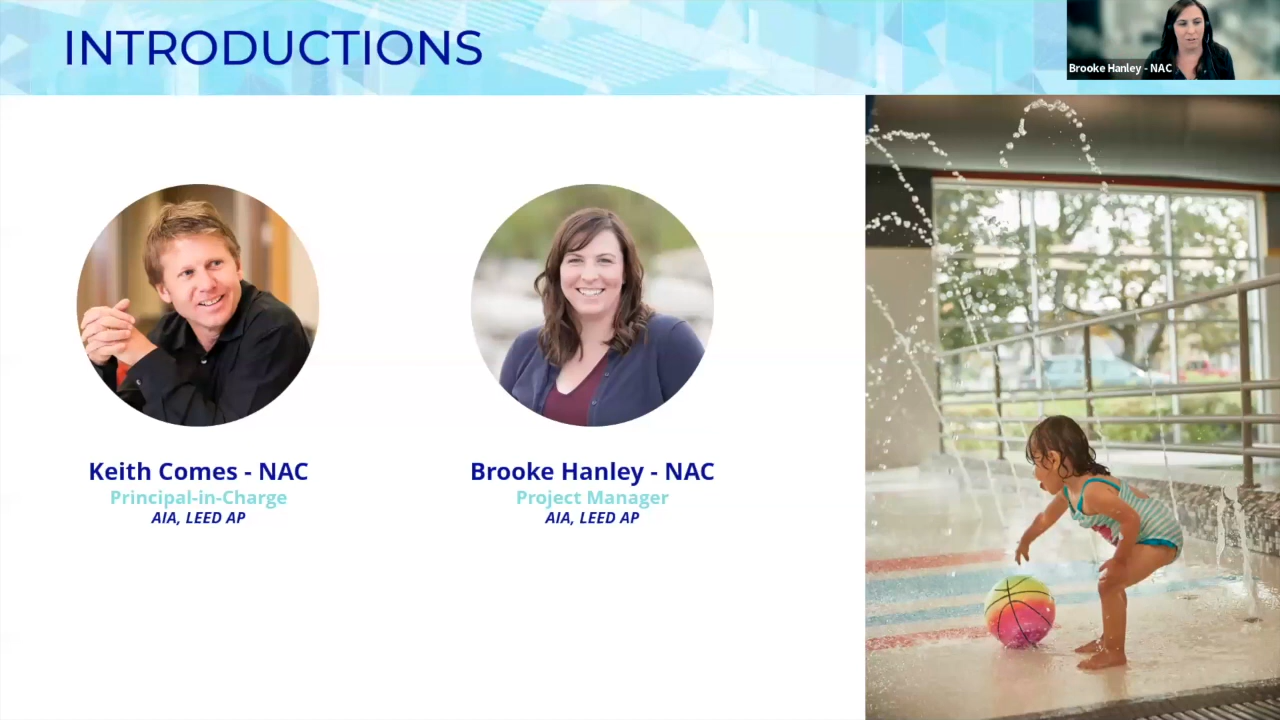 INTRODUCTIONS
Brooke Hanley - NAC
Keith Comes - NAC
Principal-in-Charge
AIA, LEED AP
Brooke Hanley - NAC
Project Manager
AIA, LEED AP